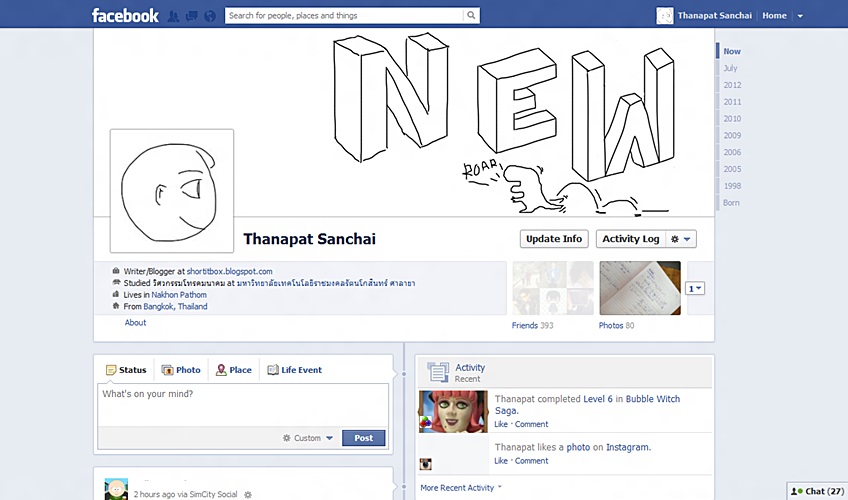 facebook
Search for people, places and things
Thanapat Sanchai
Home
NEW
ROAR!
Now
July
2012
2011
2010
2009
2006
2005
1998
Born
Thanapat Sanchai
Update Info
Activity Log
Writer/Blogger at shortitbox.blogspot.com
Studied วิศวกรรมโทรคมนาคม at มหาวิทยาลัยเทคโนโลยีราชมงคลรัตนโกสินทร์ ศาลายา
Lives in Nakhon Pathom
From Bangkok, Thailand
About
Friends 393
Photos 80
1
Status
Photo
Place
Life Event
What's on your mind?
Custom
Post
2 hours ago via SimCity Social
Activity
Recent
Thanapat completed Level 6 in Bubble Witch
Saga.
Like · Comment
Thanapat likes a photo on Instagram.
Like · Comment
More Recent Activity
Chat (27)